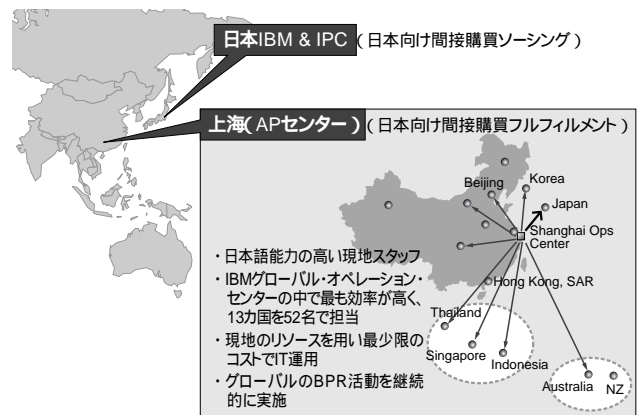 日本IBM & IPC（日本向け間接購買ソーシング）
上海（APセンター）（日本向け間接購買フルフィルメント）
Beijing
Korea
Japan
Shanghai Ops
Center
・日本語能力の高い現地スタッフ
・IBMグローバル・オペレーション・
センターの中で最も効率が高く、
13カ国を52名で担当
・現地のリソースを用い最少限の
コストでIT運用
・グローバルのBPR活動を継続
的に実施
Hong Kong, SAR
Thailand
Singapore
Indonesia
Australia
NZ